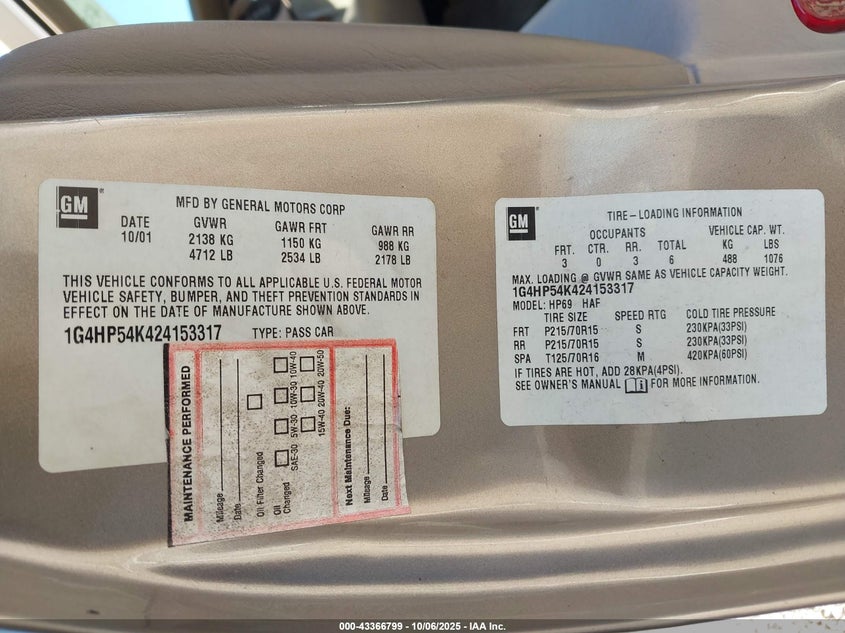 GM
MFD BY GENERAL MOTORS CORP
DATE GVWR GAWR FRT GAWR RR
10/01 2138 KG 1150 KG 988 KG
4712 LB 2534 LB 2178 LB
THIS VEHICLE CONFORMS TO ALL APPLICABLE U.S. FEDERAL MOTOR
VEHICLE SAFETY, BUMPER, AND THEFT PREVENTION STANDARDS IN
EFFECT ON THE DATE OF MANUFACTURE SHOWN ABOVE.
1G4HP54K424153317 TYPE: PASS CAR
MAINTENANCE PERFORMED
Mileage
Date
Oil Filter Changed
Oil Changed
SAE-30 5W-30 10W-30 10W-40
15W-40 20W-40 20W-50
Next Maintenance Due:
Mileage
Date
GM
TIRE-LOADING INFORMATION
OCCUPANTS VEHICLE CAP. WT.
FRT. CTR. RR. TOTAL KG LBS
3 0 3 6 488 1076
MAX. LOADING @ GVWR SAME AS VEHICLE CAPACITY WEIGHT.
1G4HP54K424153317
MODEL: HP69 HAF
TIRE SIZE SPEED RTG COLD TIRE PRESSURE
FRT P215/70R15 S 230KPA(33PSI)
RR P215/70R15 S 230KPA(33PSI)
SPA T125/70R16 M 420KPA(60PSI)
IF TIRES ARE HOT, ADD 28KPA(4PSI).
SEE OWNER'S MANUAL FOR MORE INFORMATION.
000-43366799 - 10/06/2025 - IAA Inc.